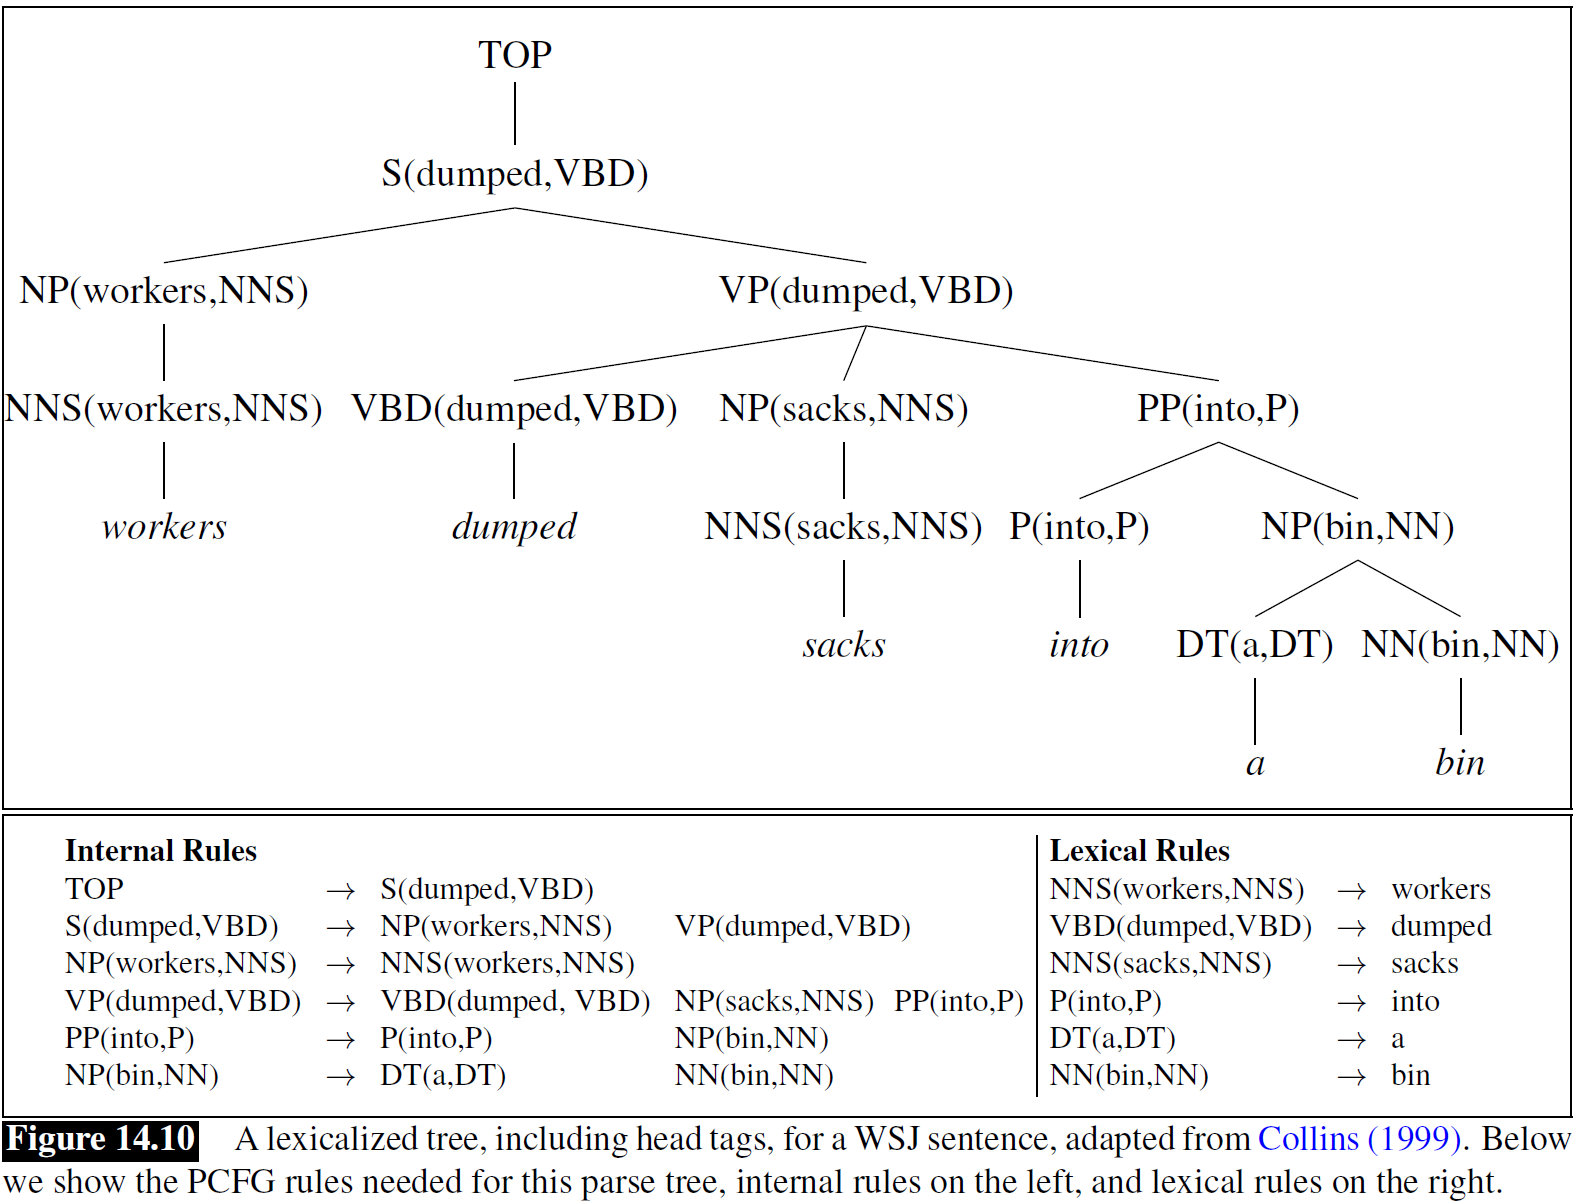 TOP
S(dumped,VBD)
NP(workers,NNS) VP(dumped,VBD)
NNS(workers,NNS) VBD(dumped,VBD) NP(sacks,NNS) PP(into,P)
workers dumped NNS(sacks,NNS) P(into,P) NP(bin,NN)
sacks into DT(a,DT) NN(bin,NN)
a bin
Internal Rules
TOP → S(dumped,VBD)
S(dumped,VBD) → NP(workers,NNS) VP(dumped,VBD)
NP(workers,NNS) → NNS(workers,NNS)
VP(dumped,VBD) → VBD(dumped, VBD) NP(sacks,NNS) PP(into,P)
PP(into,P) → P(into,P) NP(bin,NN)
NP(bin,NN) → DT(a,DT) NN(bin,NN)
Lexical Rules
NNS(workers,NNS) → workers
VBD(dumped,VBD) → dumped
NNS(sacks,NNS) → sacks
P(into,P) → into
DT(a,DT) → a
NN(bin,NN) → bin
Figure 14.10 A lexicalized tree, including head tags, for a WSJ sentence, adapted from Collins (1999). Below
we show the PCFG rules needed for this parse tree, internal rules on the left, and lexical rules on the right.